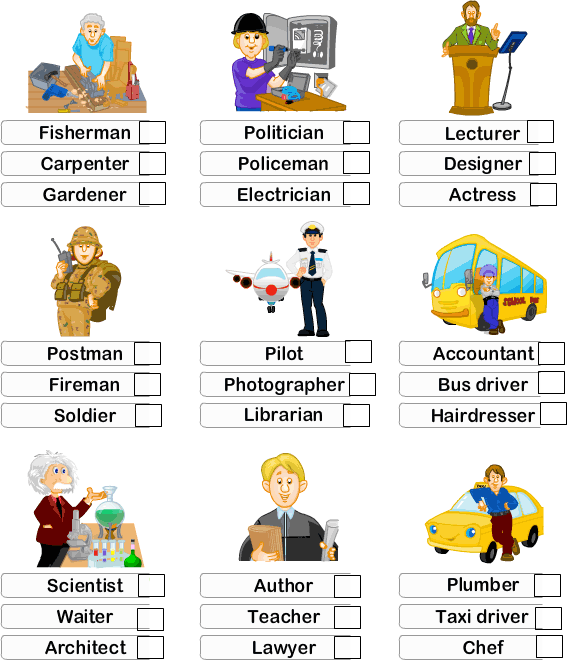 Fisherman Politician Lecturer
Carpenter Policeman Designer
Gardener Electrician Actress
SCHOOL BUS
Postman Pilot Accountant
Fireman Photographer Bus driver
Soldier Librarian Hairdresser
TAXI
Scientist Author Plumber
Waiter Teacher Taxi driver
Architect Lawyer Chef